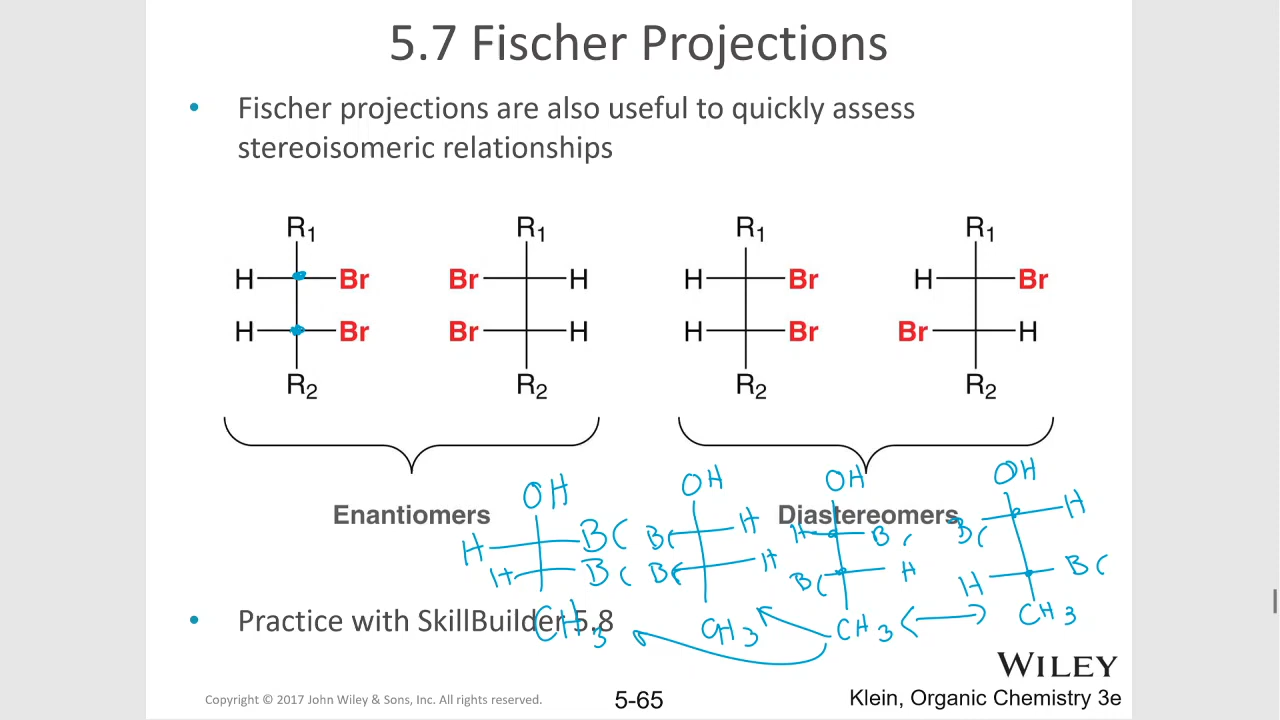 5.7 Fischer Projections
• Fischer projections are also useful to quickly assess
stereoisomeric relationships
R1 R1 R1 R1
H Br Br H H Br H Br
H Br Br H H Br Br H
R2 R2 R2 R2
Enantiomers Diastereomers
OH OH OH OH
H Br Br H H Br Br H
H Br Br H Br H H Br
CH3 CH3 CH3 CH3
• Practice with SkillBuilder 5.8
WILEY
Copyright © 2017 John Wiley & Sons, Inc. All rights reserved. 5-65 Klein, Organic Chemistry 3e